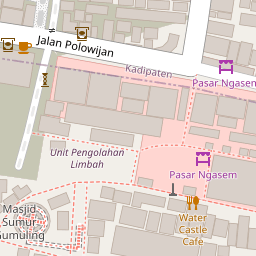 Jalan Polowijan
Kadipaten
Pasar Ngasem
Unit Pengolahan
Limbah
Pasar Ngasem
Masjid
Sumur
Gumuling
Water
Castle
Cafe